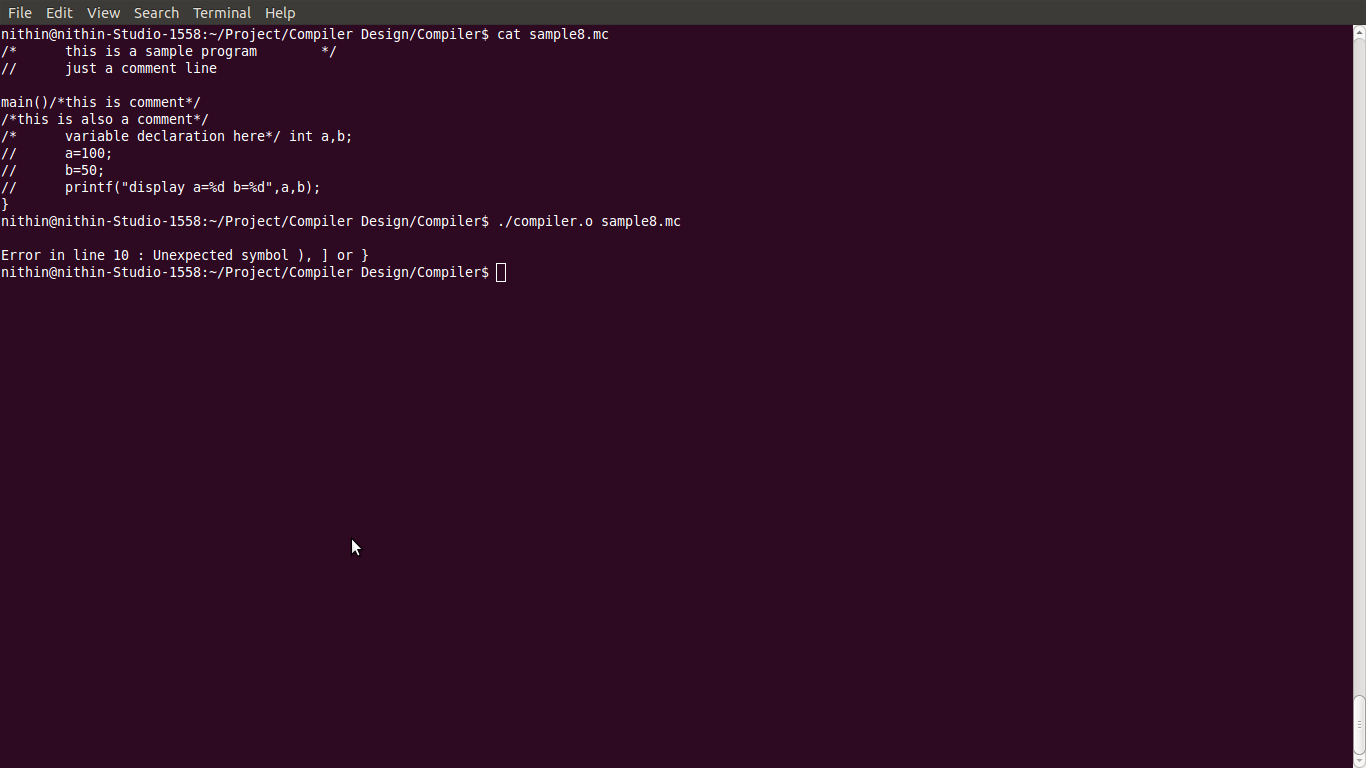 File Edit View Search Terminal Help
nithin@nithin-Studio-1558:~/Project/Compiler Design/Compiler$ cat sample8.mc
/*      this is a sample program        */
//      just a comment line

main()/*this is comment*/
/*this is also a comment*/
/*      variable declaration here*/ int a,b;
//      a=100;
//      b=50;
//      printf("display a=%d b=%d",a,b);
}
nithin@nithin-Studio-1558:~/Project/Compiler Design/Compiler$ ./compiler.o sample8.mc

Error in line 10 : Unexpected symbol ), ] or }
nithin@nithin-Studio-1558:~/Project/Compiler Design/Compiler$